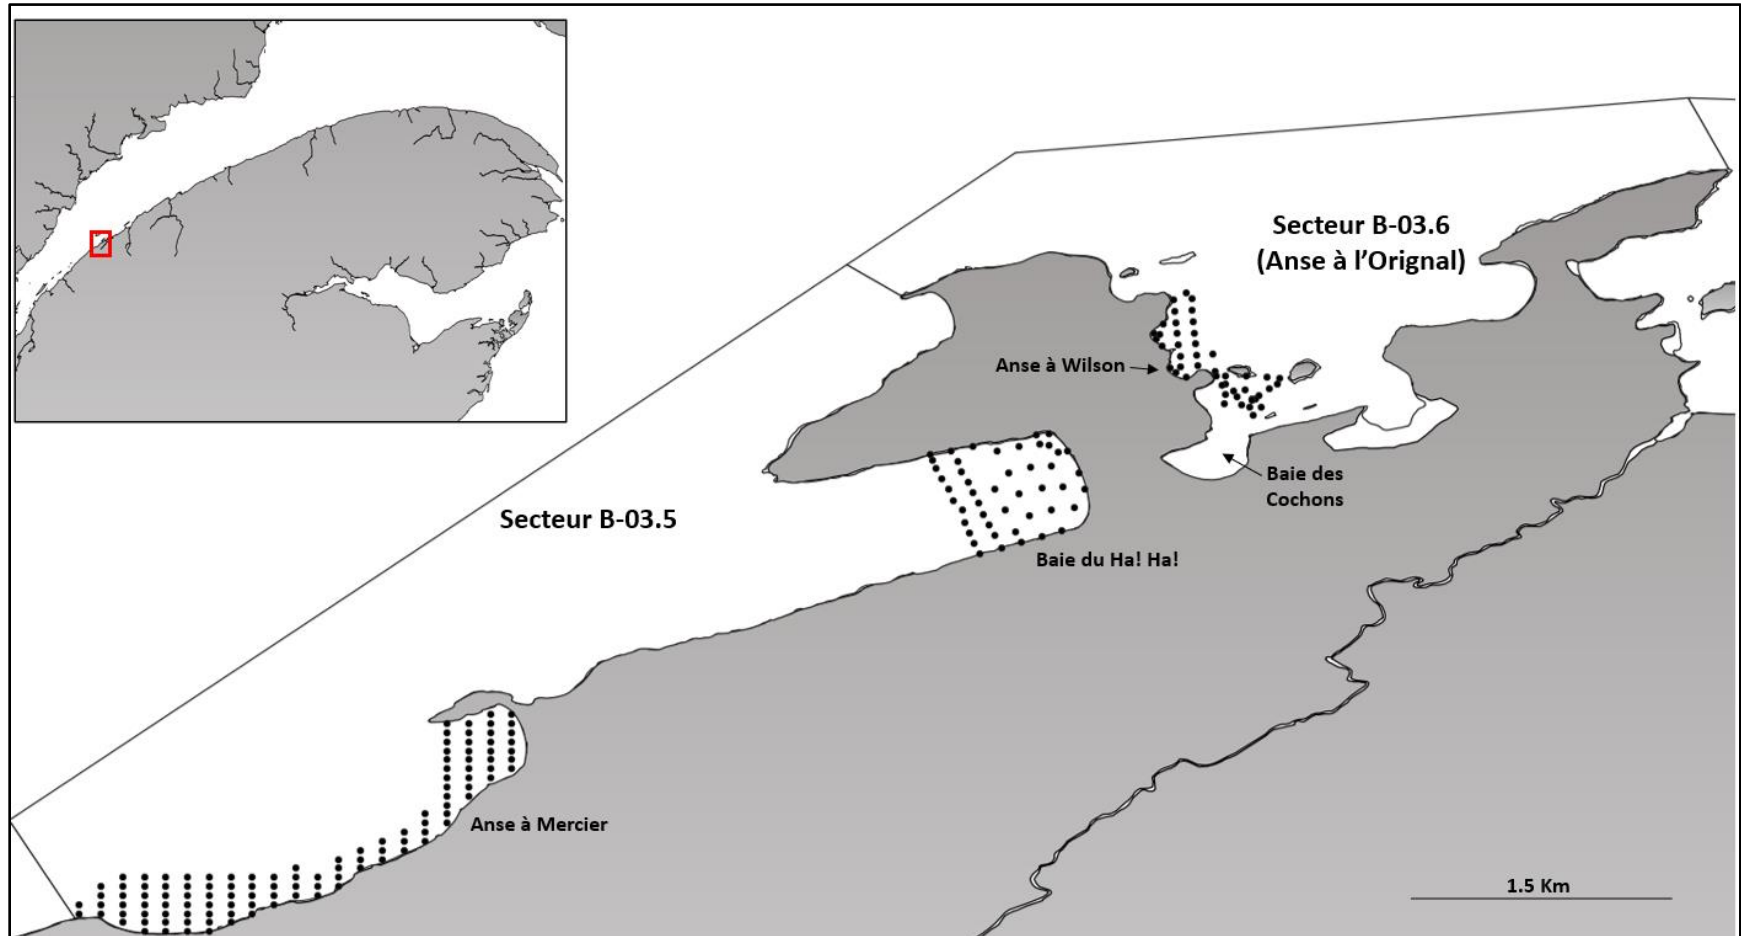 Secteur B-03.6
(Anse à l’Orignal)
Anse à Wilson
Baie des
Cochons
Secteur B-03.5
Baie du Ha! Ha!
Anse à Mercier
1.5 Km